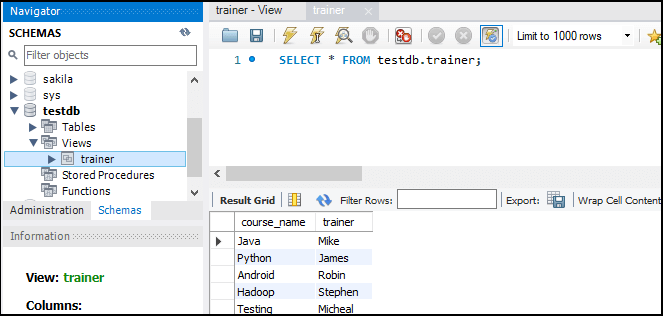 Navigator
SCHEMAS
Filter objects
sakila
sys
testdb
Tables
Views
trainer
Stored Procedures
Functions
Administration Schemas
Information
View: trainer
Columns:
trainer - View trainer
Limit to 1000 rows
1 SELECT * FROM testdb.trainer;
Result Grid Filter Rows: Export: Wrap Cell Content
course_name trainer
Java Mike
Python James
Android Robin
Hadoop Stephen
Testing Micheal